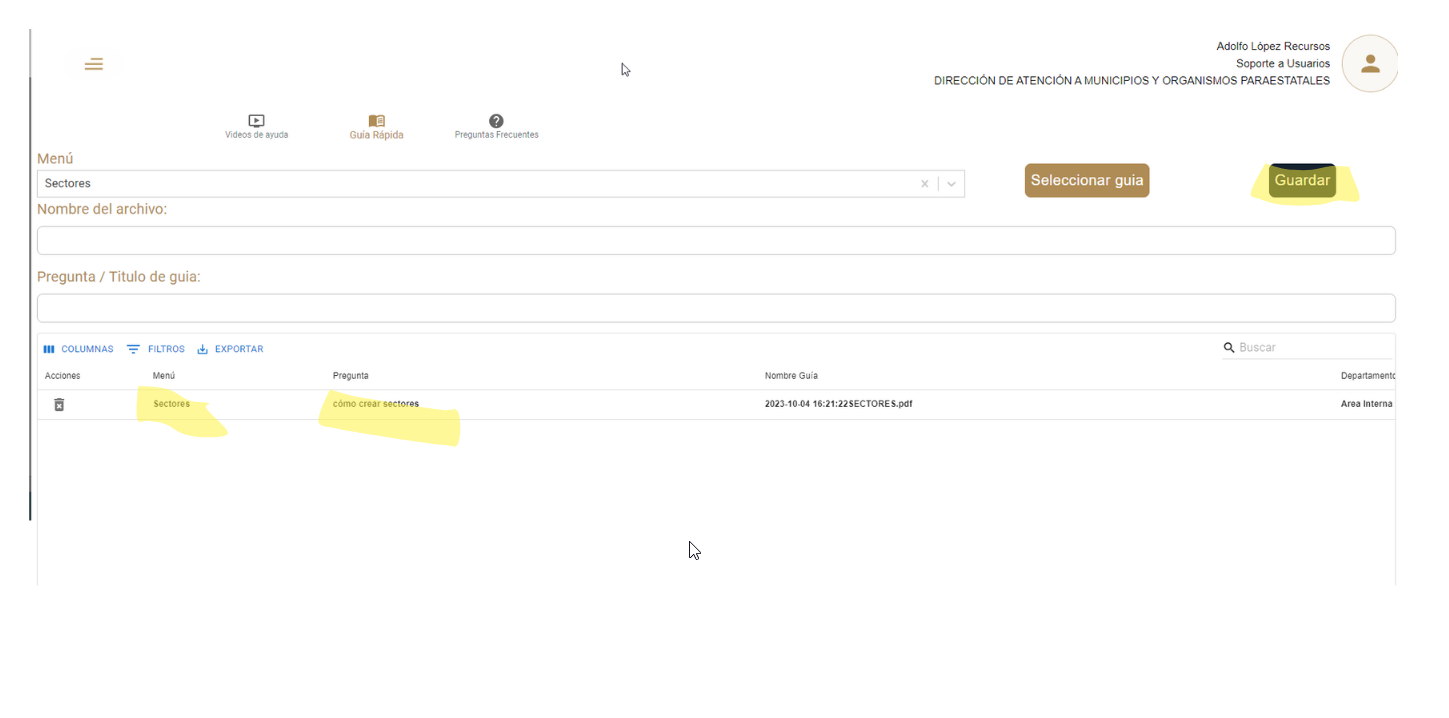 Adolfo López Recursos
Soporte a Usuarios
DIRECCIÓN DE ATENCIÓN A MUNICIPIOS Y ORGANISMOS PARAESTATALES
Videos de ayuda
Guía Rápida
Preguntas Frecuentes
Menú
Sectores
Seleccionar guia
Guardar
Nombre del archivo:
Pregunta / Titulo de guia:
COLUMNAS FILTROS EXPORTAR
Buscar
Acciones Menú Pregunta Nombre Guía Departamento
Sectores cómo crear sectores 2023-10-04 16:21:22SECTORES.pdf Area Interna